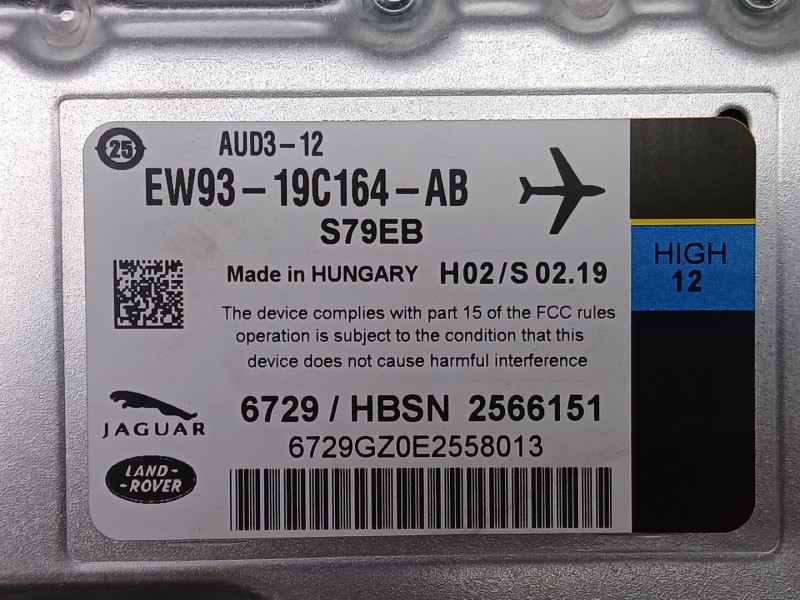 25
AUD3-12
EW93-19C164-AB
S79EB
Made in HUNGARY H02/S 02.19
The device complies with part 15 of the FCC rules
operation is subject to the condition that this
device does not cause harmful interference
HIGH
12
JAGUAR
LAND-
-ROVER
6729 / HBSN 2566151
6729GZ0E2558013